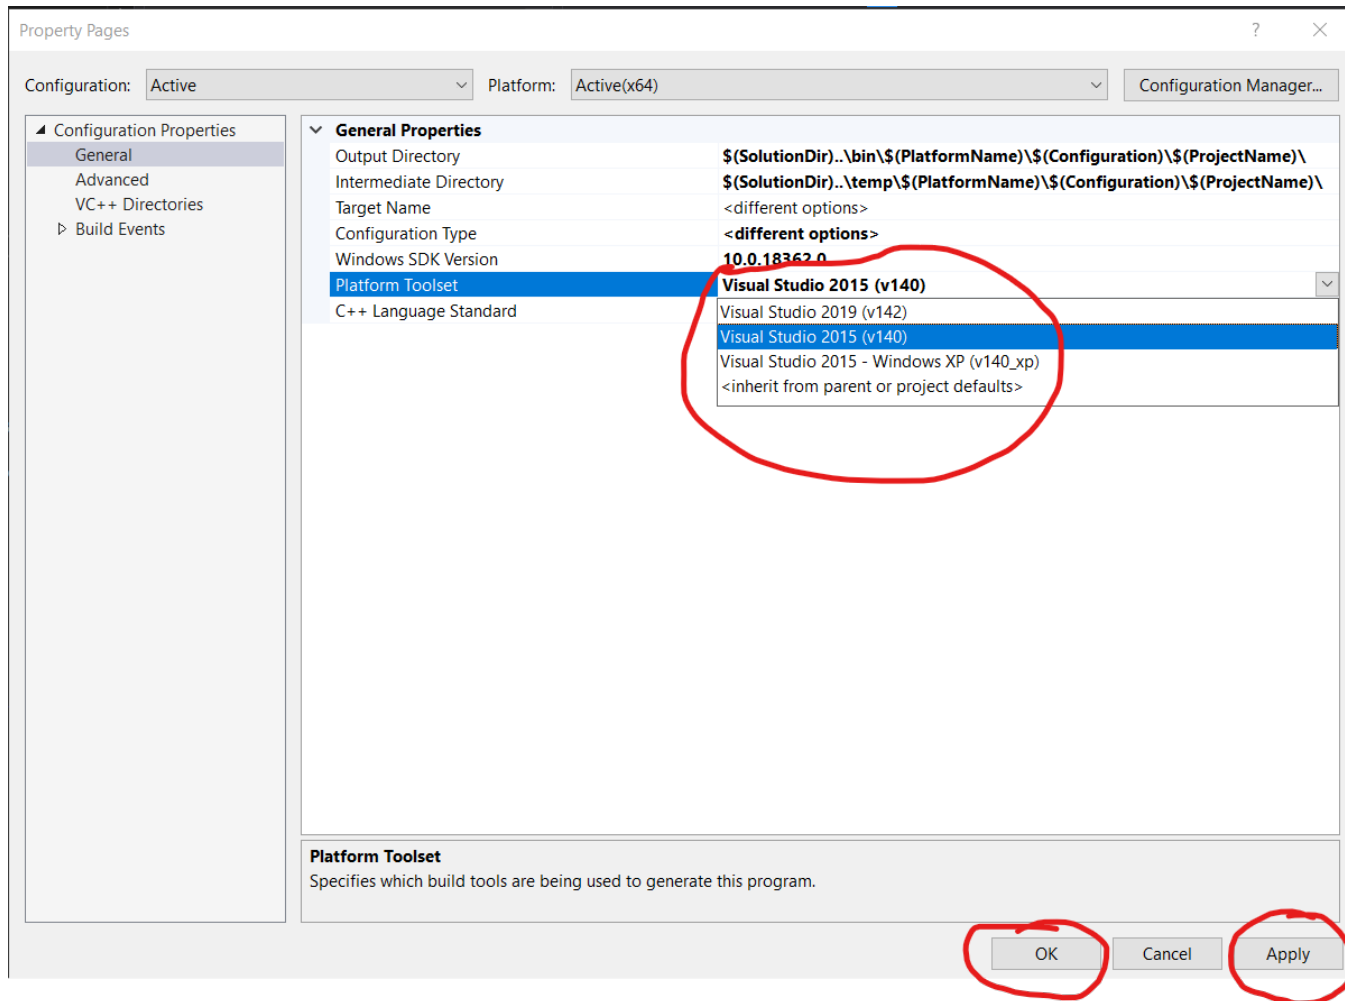 Property Pages
Configuration: Active Platform: Active(x64) Configuration Manager...
Configuration Properties
General
Advanced
VC++ Directories
Build Events
General Properties
Output Directory $(SolutionDir)..\bin\$(PlatformName)\$(Configuration)\$(ProjectName)\
Intermediate Directory $(SolutionDir)..\temp\$(PlatformName)\$(Configuration)\$(ProjectName)\
Target Name <different options>
Configuration Type <different options>
Windows SDK Version 10.0.18362.0
Platform Toolset Visual Studio 2015 (v140)
C++ Language Standard
Visual Studio 2019 (v142)
Visual Studio 2015 (v140)
Visual Studio 2015 - Windows XP (v140_xp)
<inherit from parent or project defaults>
Platform Toolset
Specifies which build tools are being used to generate this program.
OK Cancel Apply